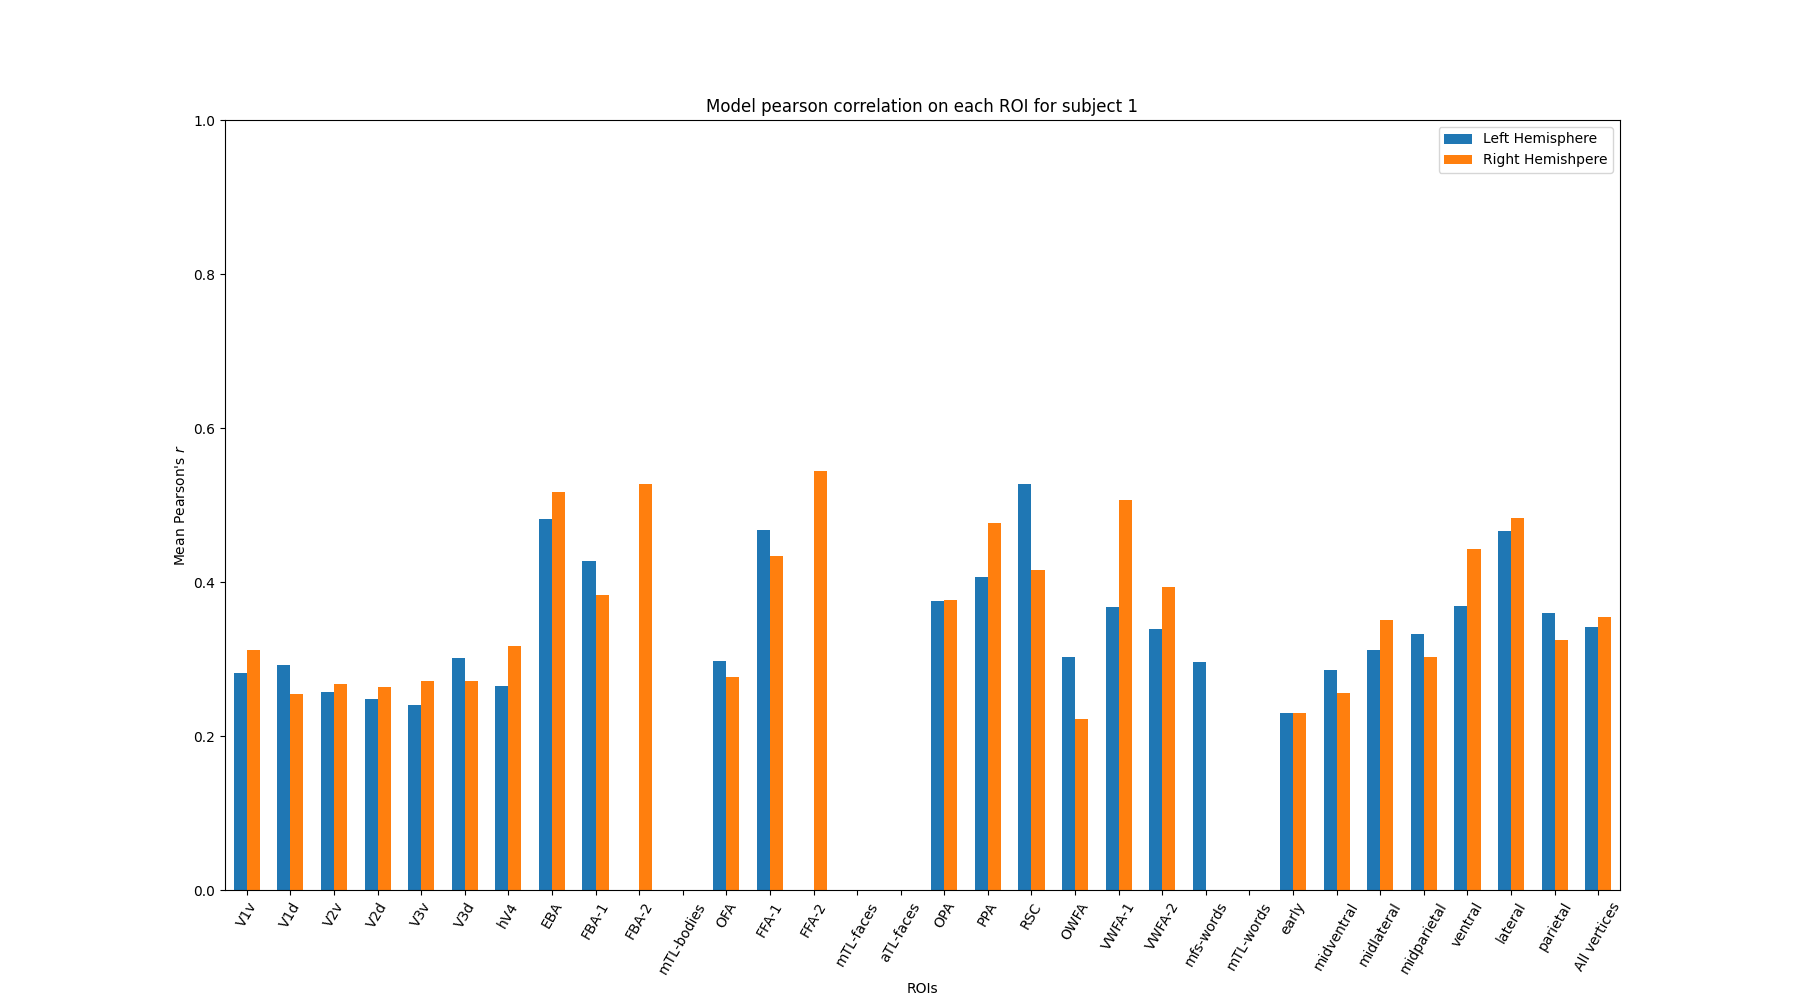 Model pearson correlation on each ROI for subject 1
Left Hemisphere
Right Hemishpere
Mean Pearson's r
1.0
0.8
0.6
0.4
0.2
0.0
V1v
V1d
V2v
V2d
V3v
V3d
hV4
EBA
FBA-1
FBA-2
mTL-bodies
OFA
FFA-1
FFA-2
mTL-faces
aTL-faces
OPA
PPA
RSC
OWFA
VWFA-1
VWFA-2
mfs-words
mTL-words
early
midventral
midlateral
midparietal
ventral
lateral
parietal
All vertices
ROIs